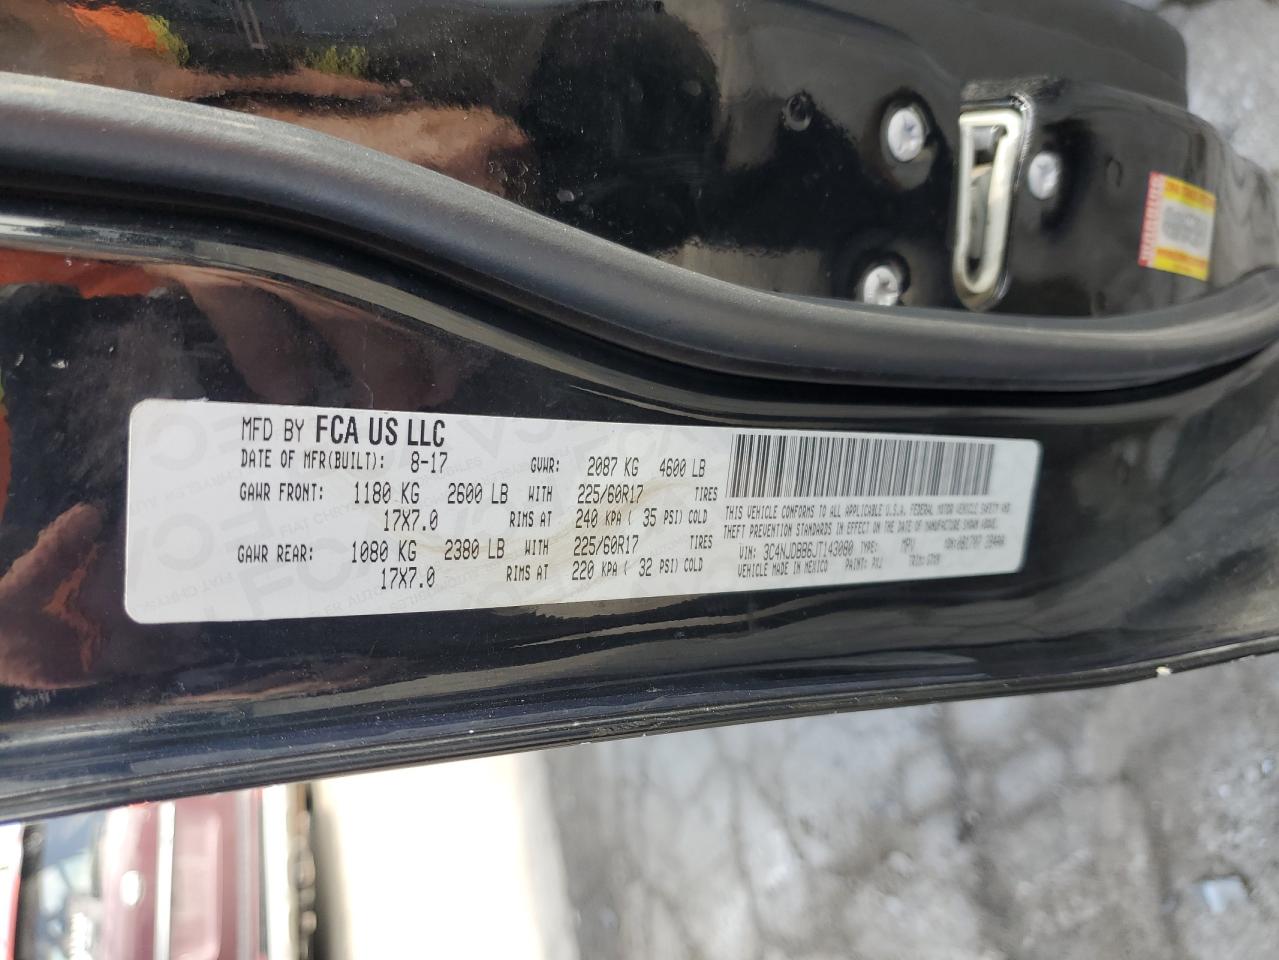 MFD BY FCA US LLC
DATE OF MFR(BUILT): 8-17 GVWR: 2087 KG 4600 LB
GAWR FRONT: 1180 KG 2600 LB WITH 225/60R17 TIRES
17X7.0 RIMS AT 240 KPA ( 35 PSI) COLD
GAWR REAR: 1080 KG 2380 LB WITH 225/60R17 TIRES
17X7.0 RIMS AT 220 KPA ( 32 PSI) COLD
THIS VEHICLE CONFORMS TO ALL APPLICABLE U.S.A. FEDERAL MOTOR VEHICLE SAFETY AND
THEFT PREVENTION STANDARDS IN EFFECT ON THE DATE OF MANUFACTURE SHOWN ABOVE.
VIN: 3C4NJDBB6JT143080 TYPE: MPV
VEHICLE MADE IN MEXICO PAINT: PXJ TRIM: